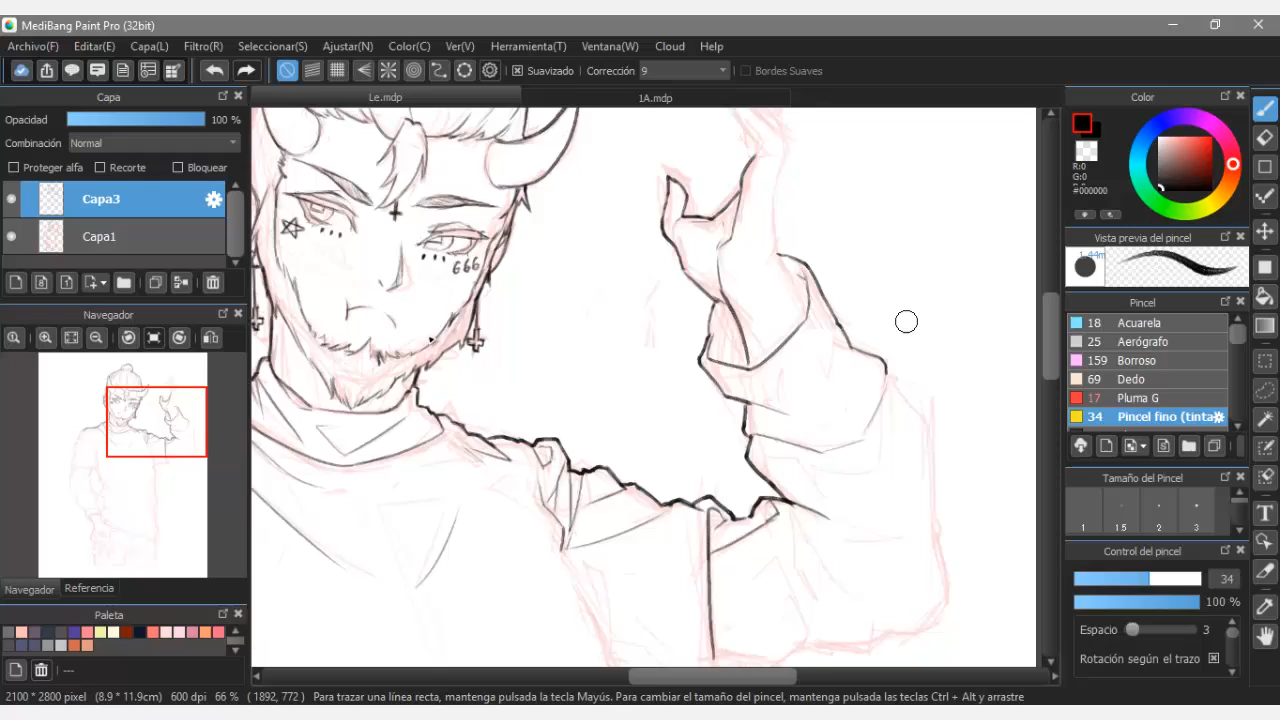 MediBang Paint Pro (32bit)
Archivo(F) Editar(E) Capa(L) Filtro(R) Seleccionar(S) Ajustar(N) Color(C) Ver(V) Herramienta(T) Ventana(W) Cloud Help
Suavizado Corrección 9 Bordes Suaves
Capa
Le.mdp 1A.mdp
Color
Opacidad 100 %
Combinación Normal
Proteger alfa Recorte Bloquear
R:0
G:0
#000000
Capa3
Capa1
666
Vista previa del pincel
1.44m
Pincel
18 Acuarela
25 Aerógrafo
159 Borroso
69 Dedo
17 Pluma G
34 Pincel fino (tinta
Navegador
Tamaño del Pincel
1 1.5 2 3
Control del pincel
34
100 %
Espacio 3
Rotación según el trazo
Navegador Referencia
Paleta
---
2100 * 2800 pixel (8.9 * 11.9cm) 600 dpi 66 % ( 1892, 772 ) Para trazar una línea recta, mantenga pulsada la tecla Mayús. Para cambiar el tamaño del pincel, mantenga pulsadas las teclas Ctrl + Alt y arrastre